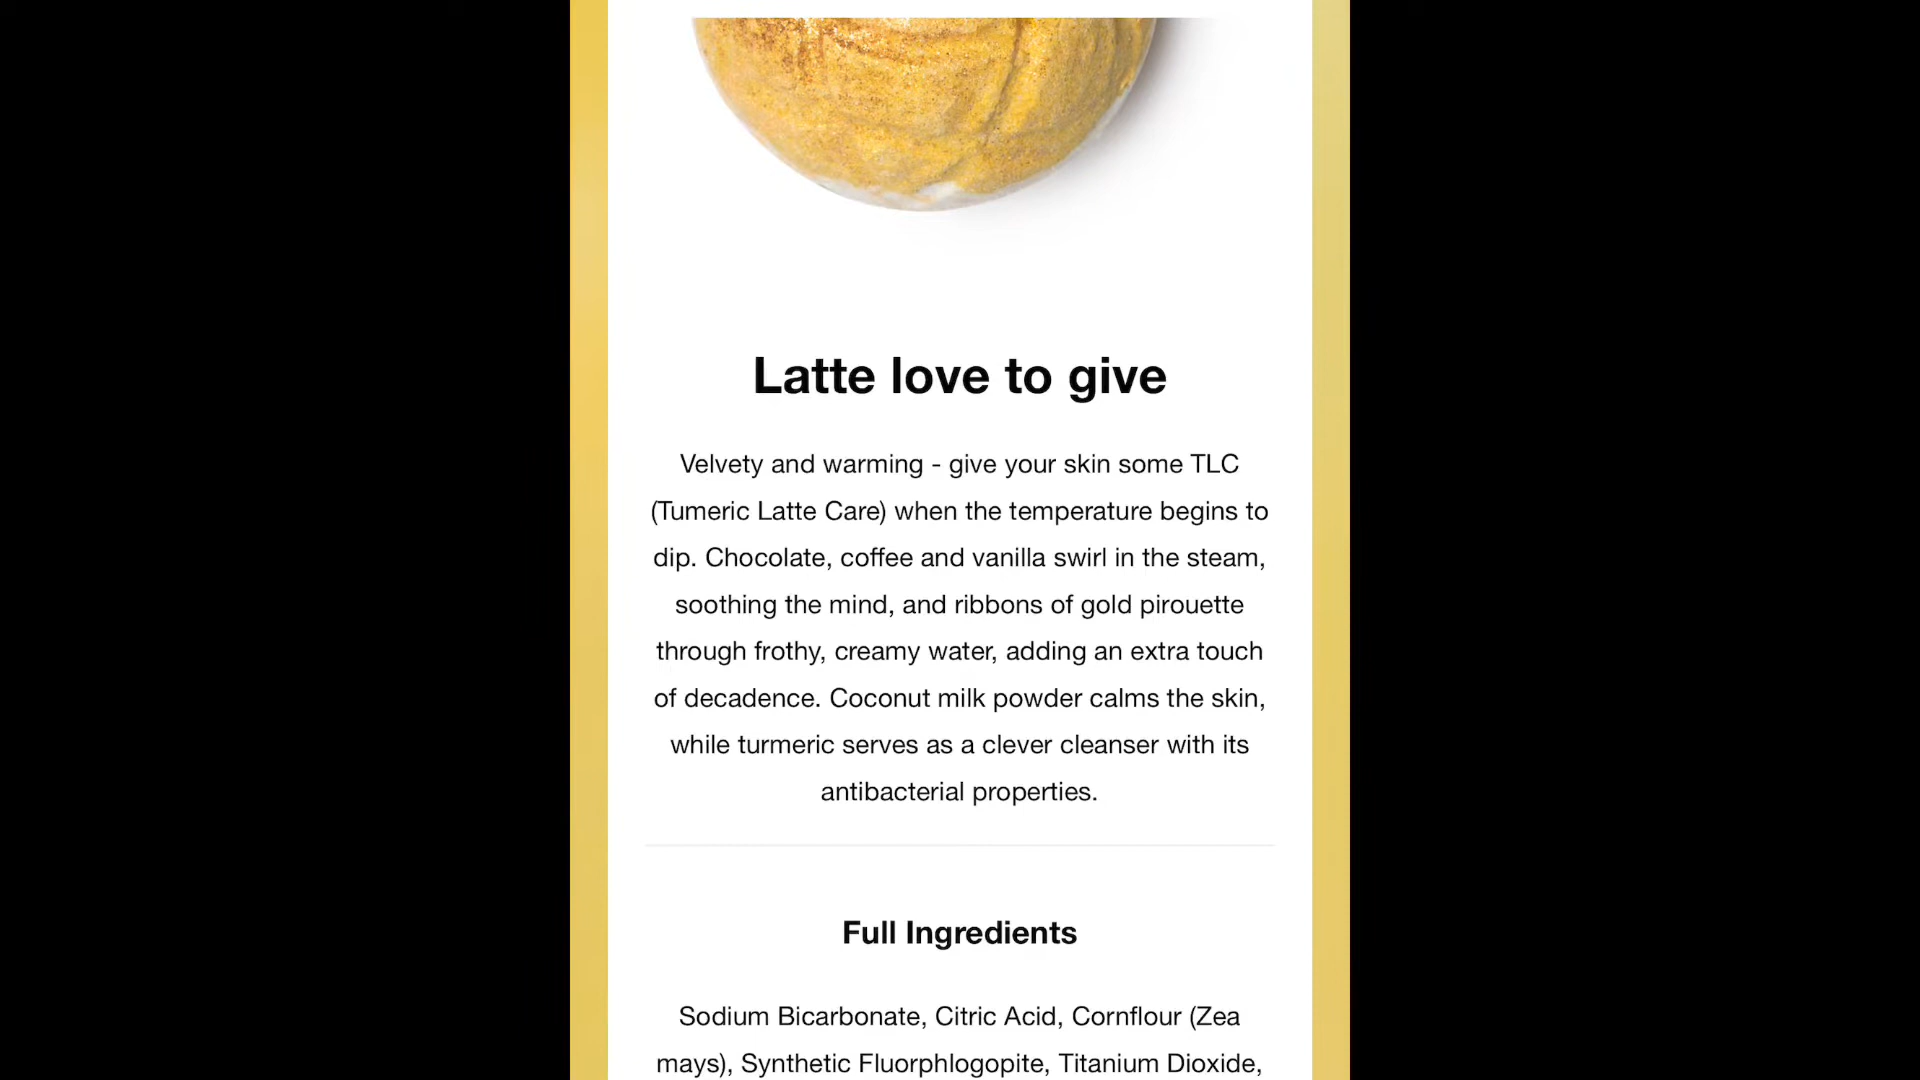 Latte love to give
Velvety and warming - give your skin some TLC
(Tumeric Latte Care) when the temperature begins to
dip. Chocolate, coffee and vanilla swirl in the steam,
soothing the mind, and ribbons of gold pirouette
through frothy, creamy water, adding an extra touch
of decadence. Coconut milk powder calms the skin,
while turmeric serves as a clever cleanser with its
antibacterial properties.
Full Ingredients
Sodium Bicarbonate, Citric Acid, Cornflour (Zea
mays), Synthetic Fluorphlogopite, Titanium Dioxide,